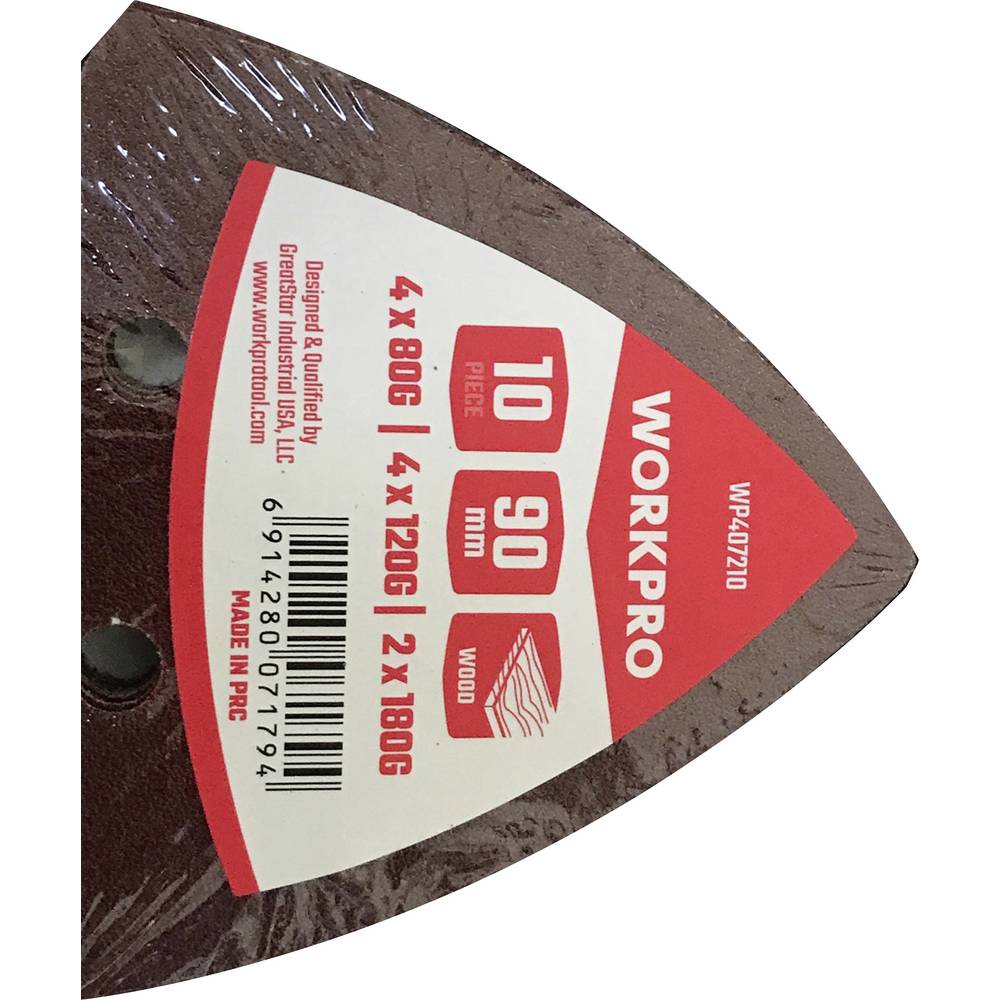 WP407210
WORKPRO
10
PIECE
90
mm
WOOD
4 x 80G | 4 x 120G | 2 x 180G
Designed & Qualified by
GreatStar Industrial USA, LLC
www.workprotool.com
6 914280 071794
MADE IN PRC